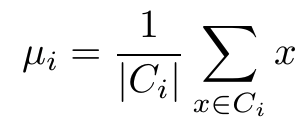 μ_i = \frac{1}{|C_i|} \sum_{x \in C_i} x